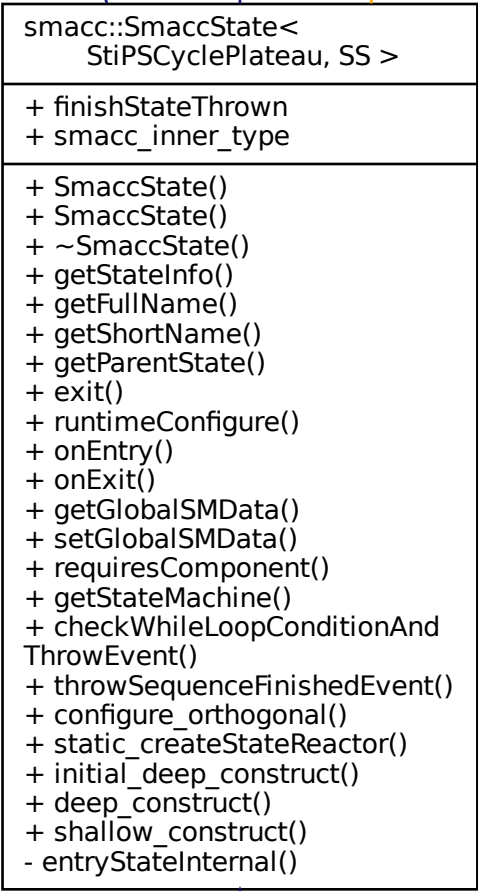 smacc::SmaccState<
StiPSCyclePlateau, SS >
+ finishStateThrown
+ smacc_inner_type
+ SmaccState()
+ SmaccState()
+ ~SmaccState()
+ getStateInfo()
+ getFullName()
+ getShortName()
+ getParentState()
+ exit()
+ runtimeConfigure()
+ onEntry()
+ onExit()
+ getGlobalSMData()
+ setGlobalSMData()
+ requiresComponent()
+ getStateMachine()
+ checkWhileLoopConditionAnd
ThrowEvent()
+ throwSequenceFinishedEvent()
+ configure_orthogonal()
+ static_createStateReactor()
+ initial_deep_construct()
+ deep_construct()
+ shallow_construct()
- entryStateInternal()